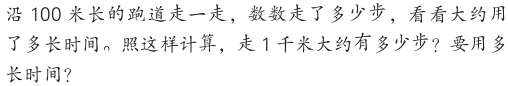 沿 100 米长的跑道走一走，数数走了多少步，看看大约用
了多长时间。照这样计算，走 1 千米大约有多少步？要用多
长时间？